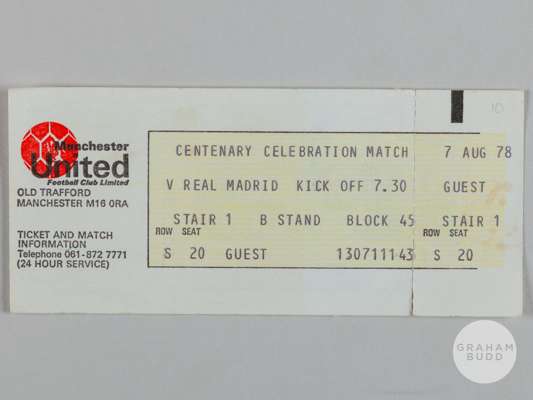 Manchester
United
Football Club Limited
OLD TRAFFORD
MANCHESTER M16 0RA
TICKET AND MATCH
INFORMATION
Telephone 061-872 7771
(24 HOUR SERVICE)
CENTENARY CELEBRATION MATCH 7 AUG 78
V REAL MADRID KICK OFF 7.30 GUEST
STAIR 1 B STAND BLOCK 45 STAIR 1
ROW SEAT ROW SEAT
S 20 GUEST 130711143 S 20
10
GRAHAM
BUDD